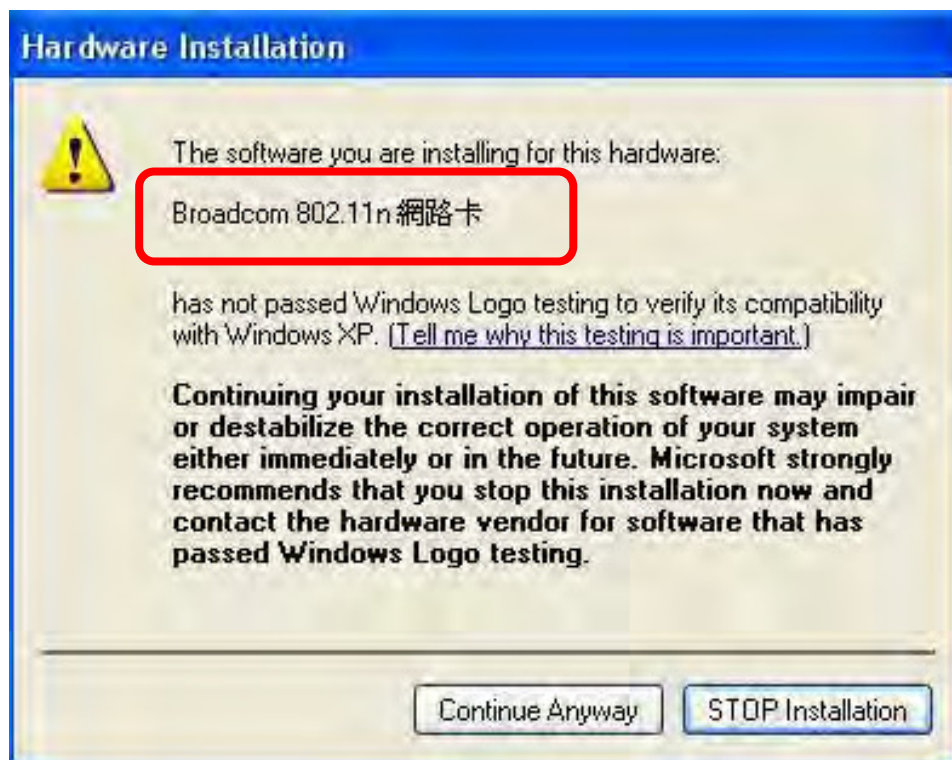 Hardware Installation
The software you are installing for this hardware:
Broadcom 802.11n 網路卡
has not passed Windows Logo testing to verify its compatibility
with Windows XP. (Tell me why this testing is important.)
Continuing your installation of this software may impair
or destabilize the correct operation of your system
either immediately or in the future. Microsoft strongly
recommends that you stop this installation now and
contact the hardware vendor for software that has
passed Windows Logo testing.
Continue Anyway
STOP Installation